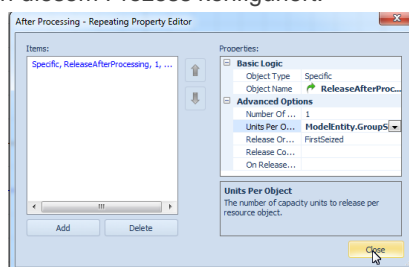 in diesem Prozess konfiguriert.
After Processing - Repeating Property Editor
Items:
Specific, ReleaseAfterProcessing, 1, ...
Add
Delete
Properties:
Basic Logic
Object Type Specific
Object Name ReleaseAfterProc...
Advanced Options
Number Of ... 1
Units Per O... ModelEntity.GroupS
Release Or... FirstSeized
Release Co...
On Release...
Units Per Object
The number of capacity units to release per
resource object.
Close